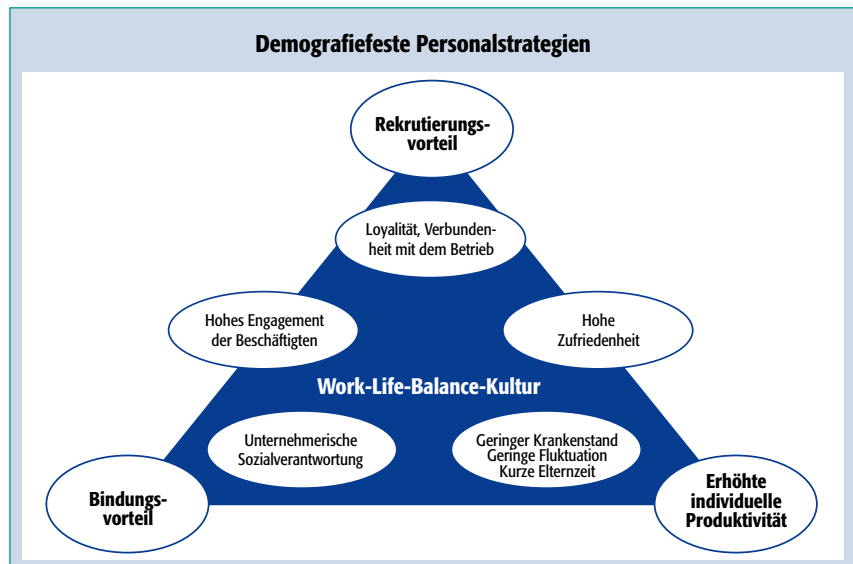 Demografiefeste Personalstrategien
Rekrutierungs-
vorteil
Loyalität, Verbunden-
heit mit dem Betrieb
Hohes Engagement
der Beschäftigten
Hohe
Zufriedenheit
Work-Life-Balance-Kultur
Unternehmerische
Sozialverantwortung
Geringer Krankenstand
Geringe Fluktuation
Kurze Elternzeit
Bindungs-
vorteil
Erhöhte
individuelle
Produktivität